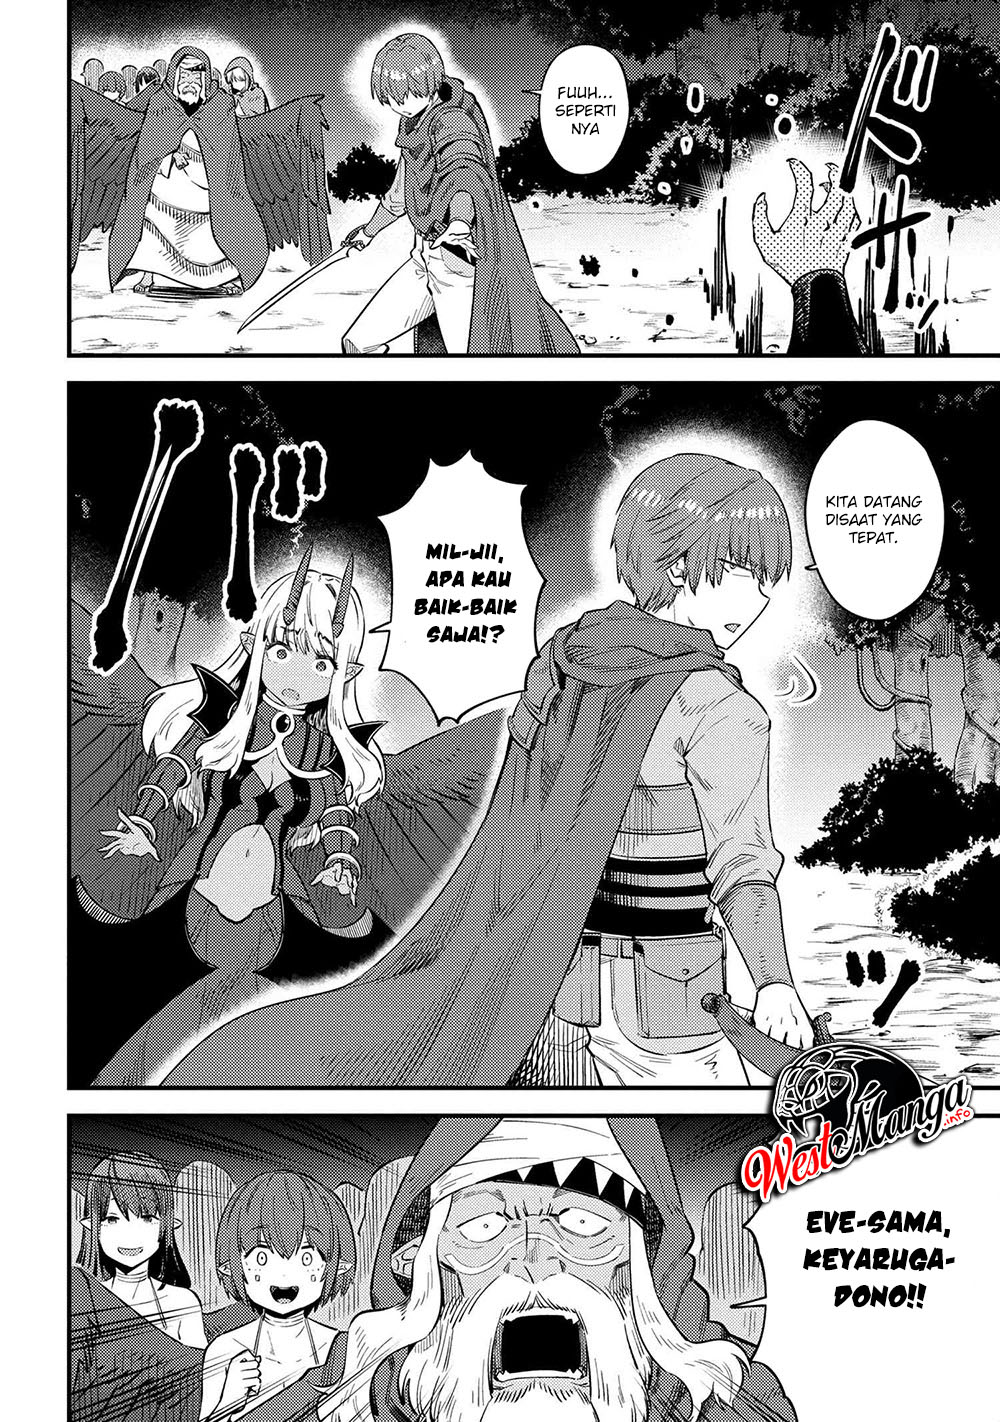 FUUH...
SEPERTI
NYA
KITA DATANG
DISAAT YANG
TEPAT.
MIL-JII,
APA KAU
BAIK-BAIK
SAJA!?
WestManga
.info
EVE-SAMA,
KEYARUGA-
DONO!!